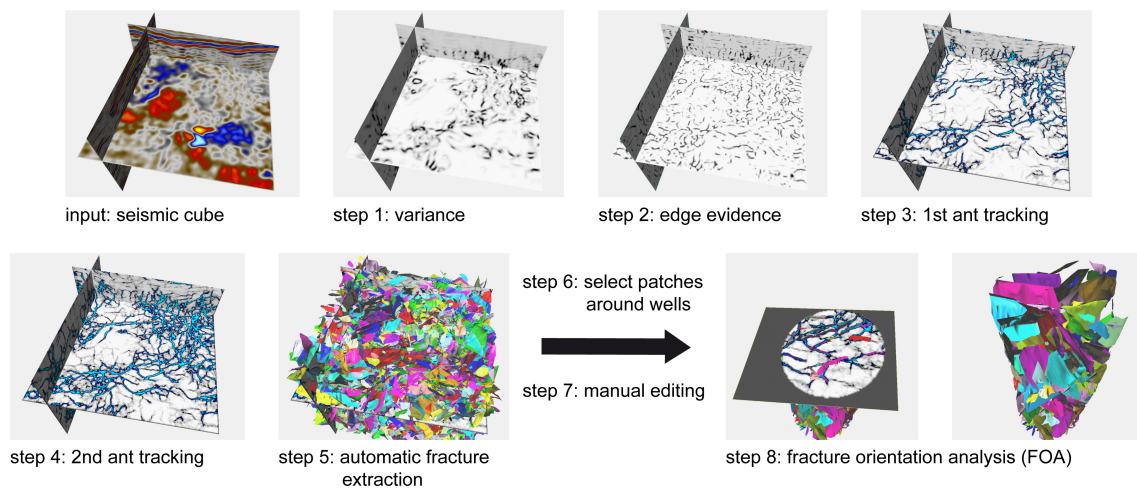 input: seismic cube
step 1: variance
step 2: edge evidence
step 3: 1st ant tracking
step 4: 2nd ant tracking
step 5: automatic fracture
extraction
step 6: select patches
around wells
step 7: manual editing
step 8: fracture orientation analysis (FOA)